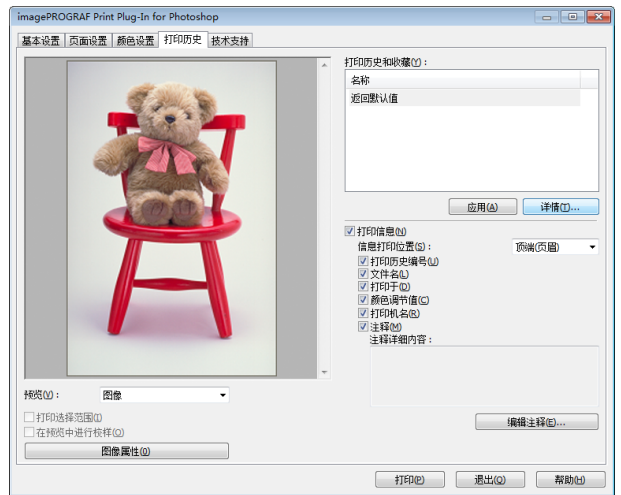 imagePROGRAF Print Plug-In for Photoshop
基本设置 页面设置 颜色设置 打印历史 技术支持
打印历史和收藏(Y)：
名称
返回默认值
应用(A) 详情(T)...
打印信息(N)
信息打印位置(S)： 顶端(页眉)
打印历史编号(U)
文件名(L)
打印于(D)
颜色调节值(C)
打印机名(R)
注释(M)
注释详细内容：
预览(V)： 图像
打印选择范围(I)
在预览中进行校样(O)
编辑注释(E)...
图像属性(0)
打印(P) 退出(Q) 帮助(H)